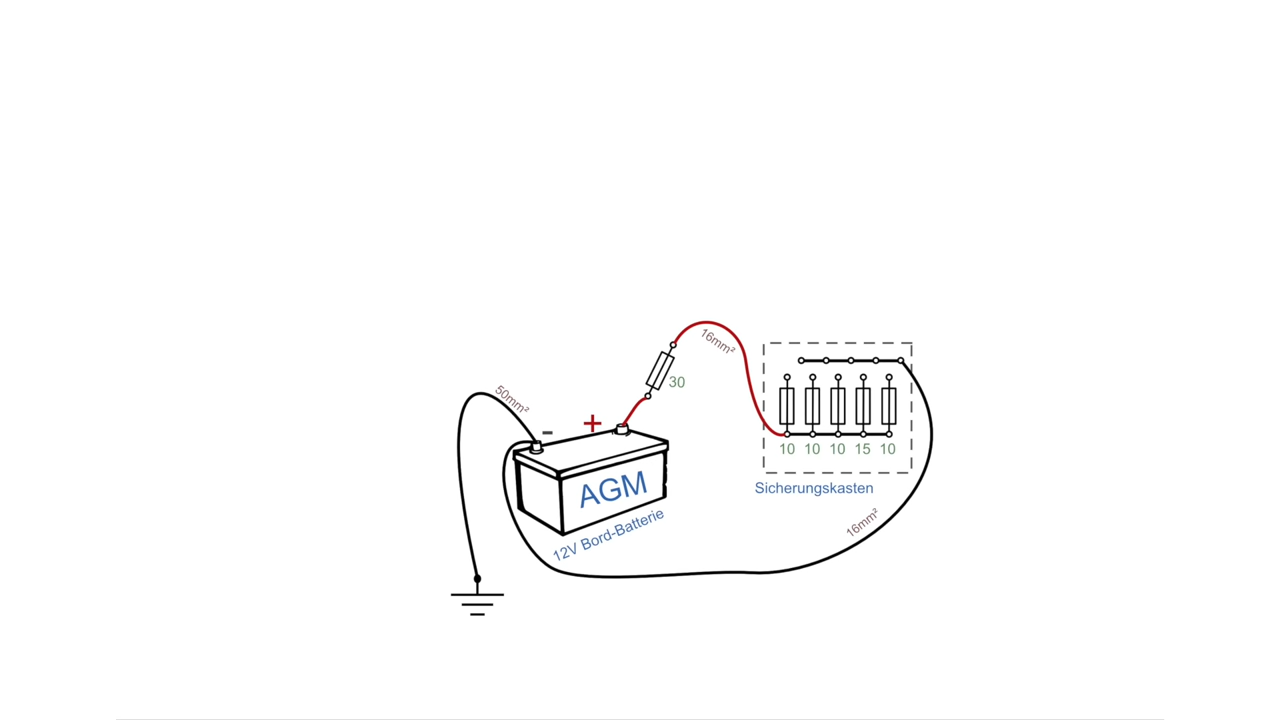 16mm²
30
50mm²
+
-
10 10 10 15 10
AGM
Sicherungskasten
12V Bord-Batterie
16mm²